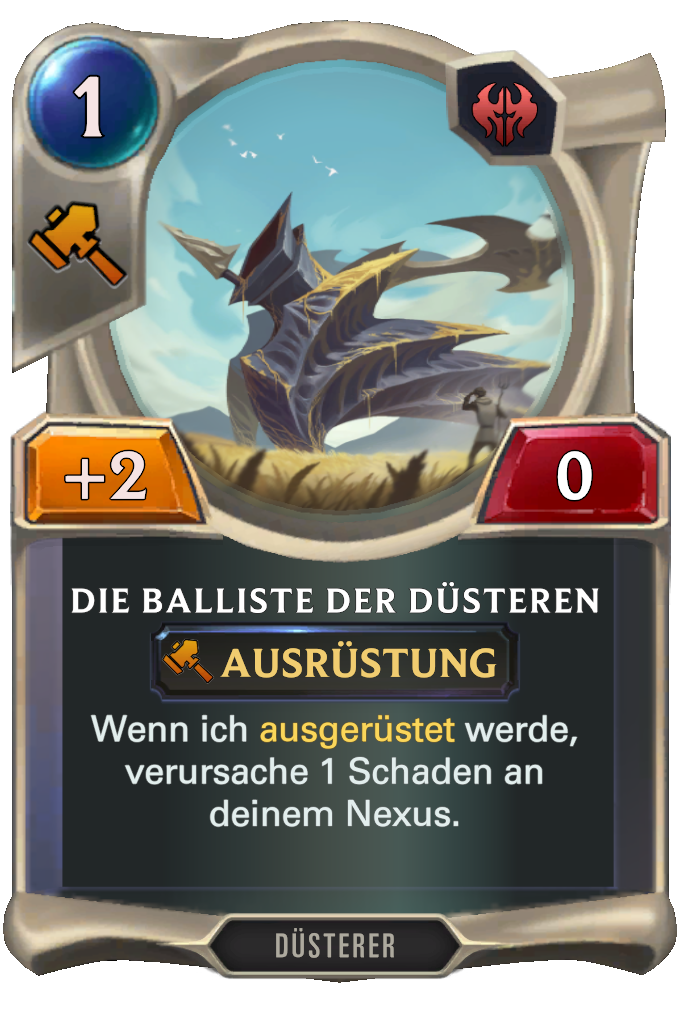 1
+2
0
DIE BALLISTE DER DÜSTEREN
AUSRÜSTUNG
Wenn ich ausgerüstet werde,
verursache 1 Schaden an
deinem Nexus.
DÜSTERER